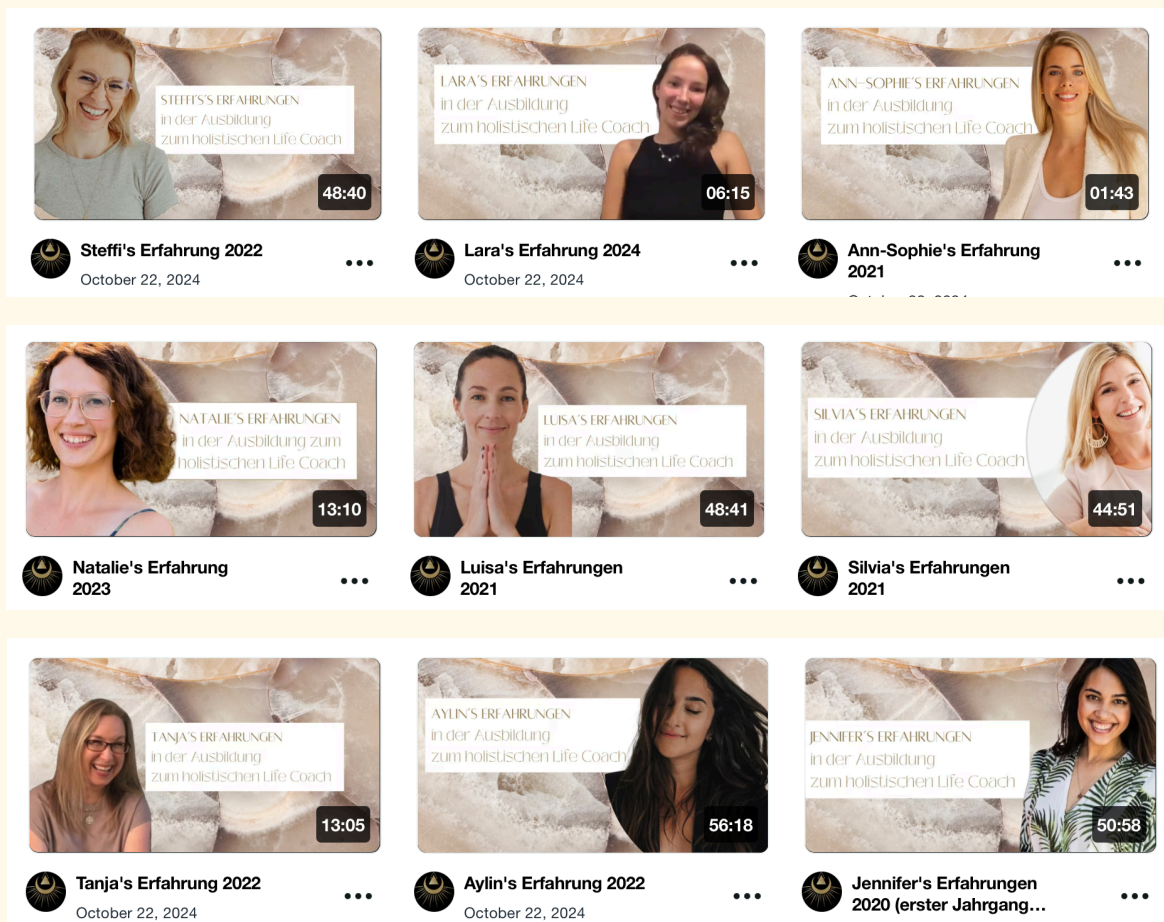 STEFFI'S ERFAHRUNGEN
in der Ausbildung
zum holistischen Life Coach
48:40
Steffi's Erfahrung 2022
October 22, 2024
LARA'S ERFAHRUNGEN
in der Ausbildung
zum holistischen Life Coach
06:15
Lara's Erfahrung 2024
October 22, 2024
ANN-SOPHIE'S ERFAHRUNGEN
in der Ausbildung
zum holistischen Life Coach
01:43
Ann-Sophie's Erfahrung
2021
NATALIE'S ERFAHRUNGEN
in der Ausbildung zum
holistischen Life Coach
13:10
Natalie's Erfahrung
2023
LUISA'S ERFAHRUNGEN
in der Ausbildung
zum holistischen Life Coach
48:41
Luisa's Erfahrungen
2021
SILVIA'S ERFAHRUNGEN
in der Ausbildung
zum holistischen Life Coach
44:51
Silvia's Erfahrungen
2021
TANJA'S ERFAHRUNGEN
in der Ausbildung
zum holistischen Life Coach
13:05
Tanja's Erfahrung 2022
October 22, 2024
AYLIN'S ERFAHRUNGEN
in der Ausbildung
zum holistischen Life Coach
56:18
Aylin's Erfahrung 2022
October 22, 2024
JENNIFER'S ERFAHRUNGEN
in der Ausbildung
zum holistischen Life Coach
50:58
Jennifer's Erfahrungen
2020 (erster Jahrgang...